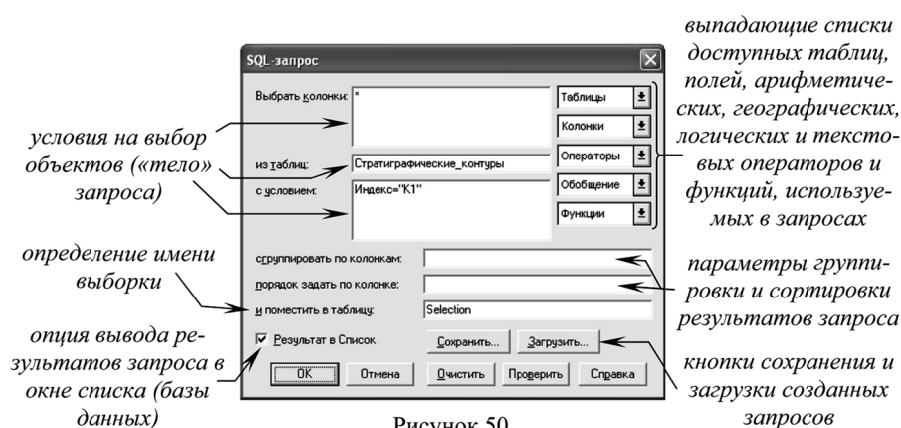 выпадающие списки
доступных таблиц,
полей, арифметиче-
ских, географических,
логических и тексто-
вых операторов и
функций, используе-
мых в запросах
условия на выбор
объектов («тело»
запроса)
определение имени
выборки
опция вывода ре-
зультатов запроса в
окне списка (базы
данных)
SQL-запрос
Выбрать колонки:
*
из таблиц:
Стратиграфические_контуры
с условием:
Индекс="K1"
Таблицы
Колонки
Операторы
Обобщение
Функции
сгруппировать по колонкам:
порядок задать по колонке:
и поместить в таблицу:
Selection
Результат в Список
Сохранить...
Загрузить...
OK
Отмена
Очистить
Проверить
Справка
параметры группи-
ровки и сортировки
результатов запроса
кнопки сохранения и
загрузки созданных
запросов
Рисунок 50